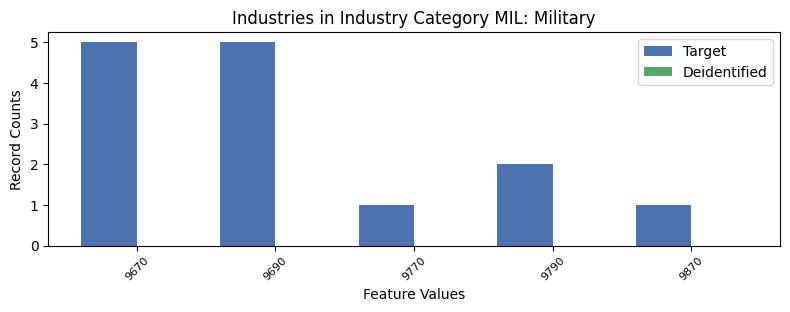 Industries in Industry Category MIL: Military
Record Counts
5
4
3
2
1
0
Target
Deidentified
9670
9690
9770
9790
9870
Feature Values